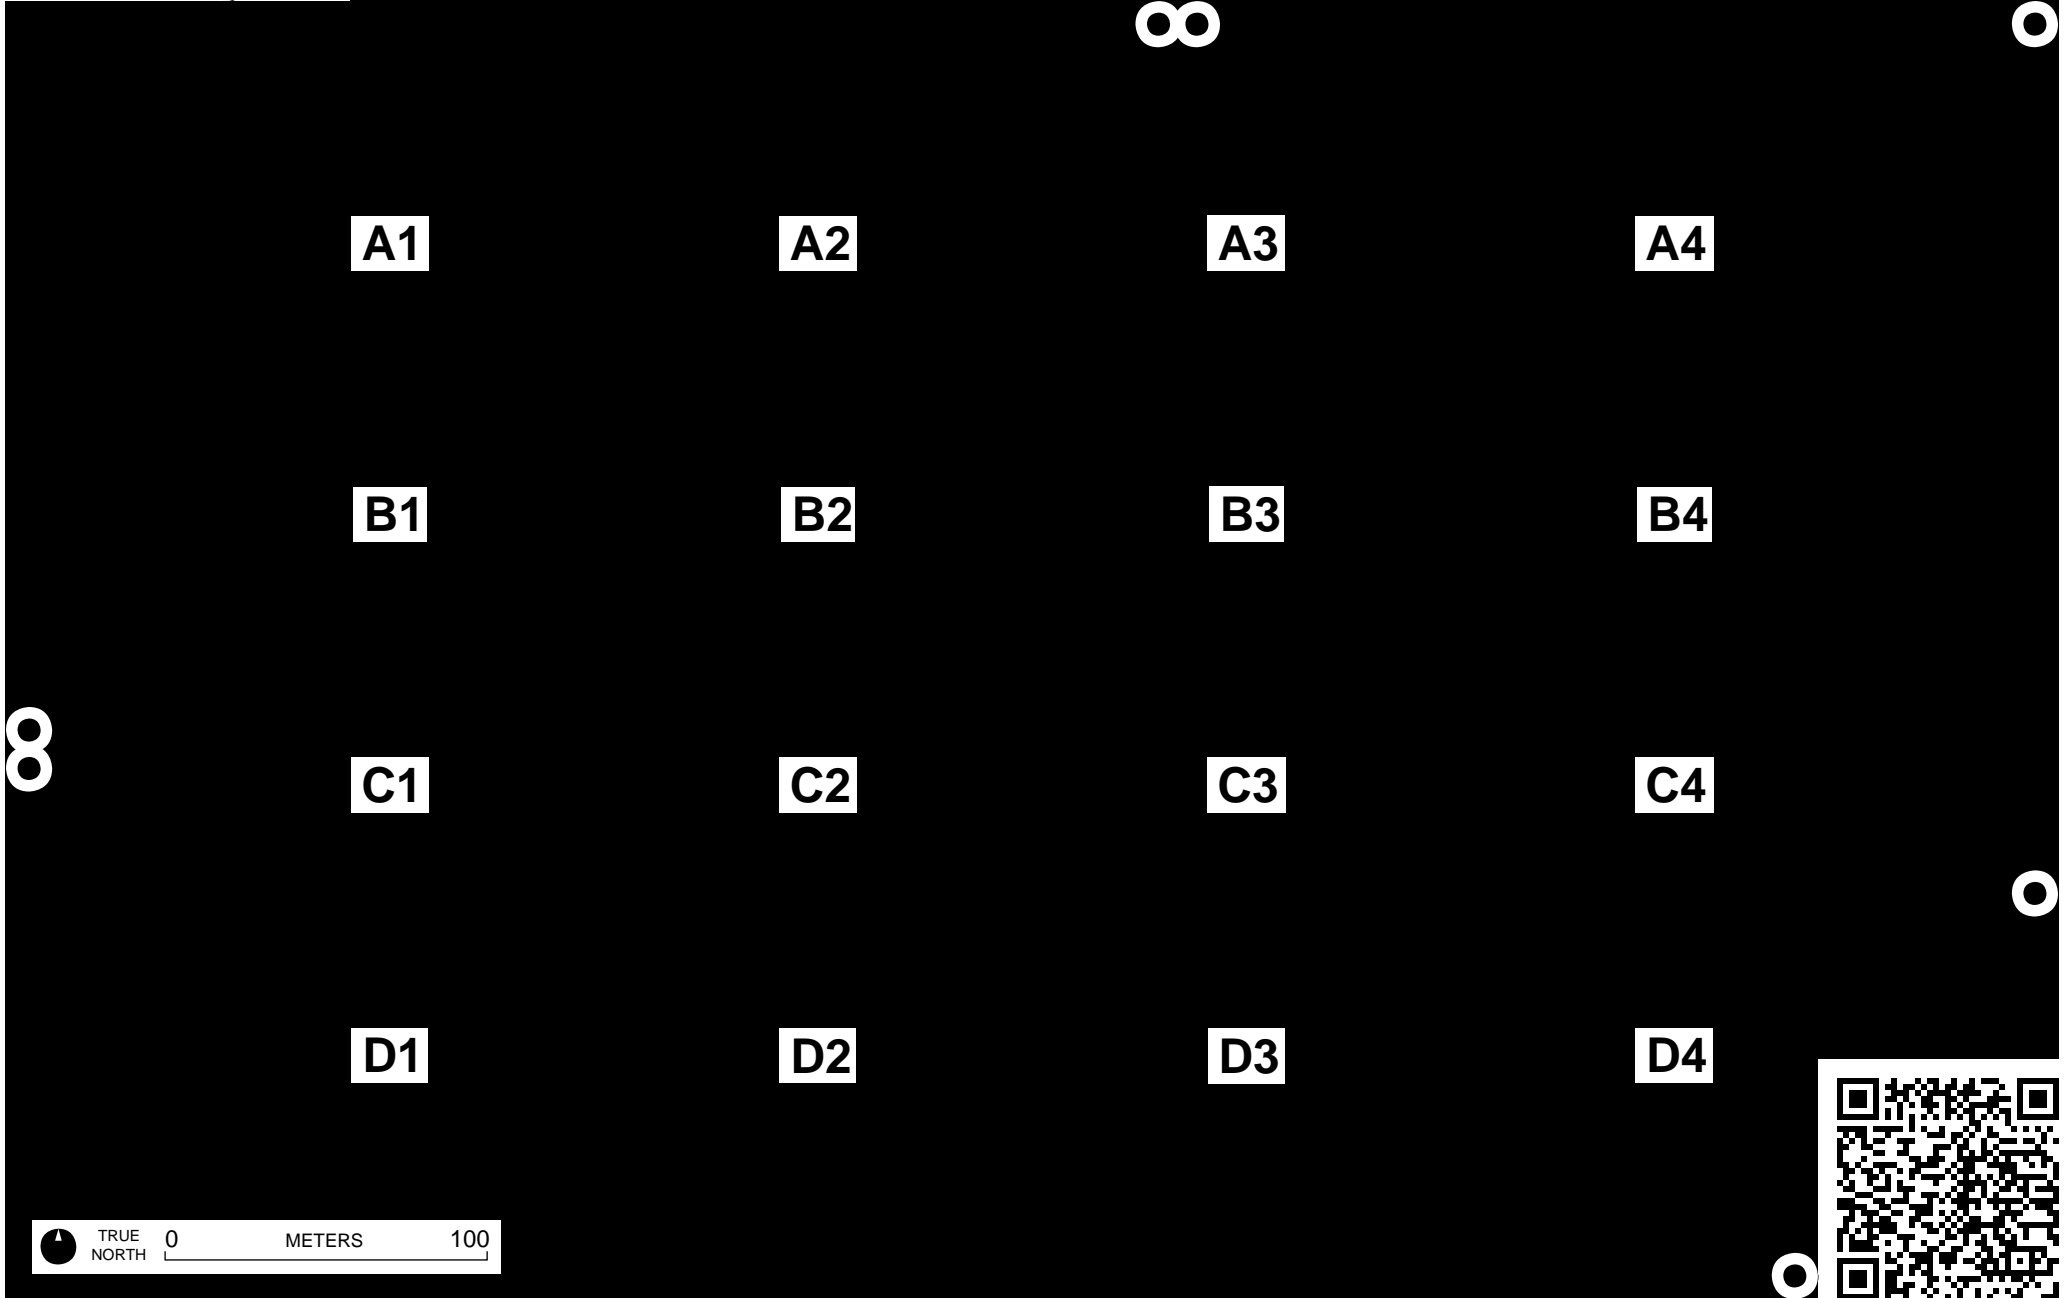 A1 A2 A3 A4
B1 B2 B3 B4
C1 C2 C3 C4
D1 D2 D3 D4
TRUE NORTH
0 METERS 100